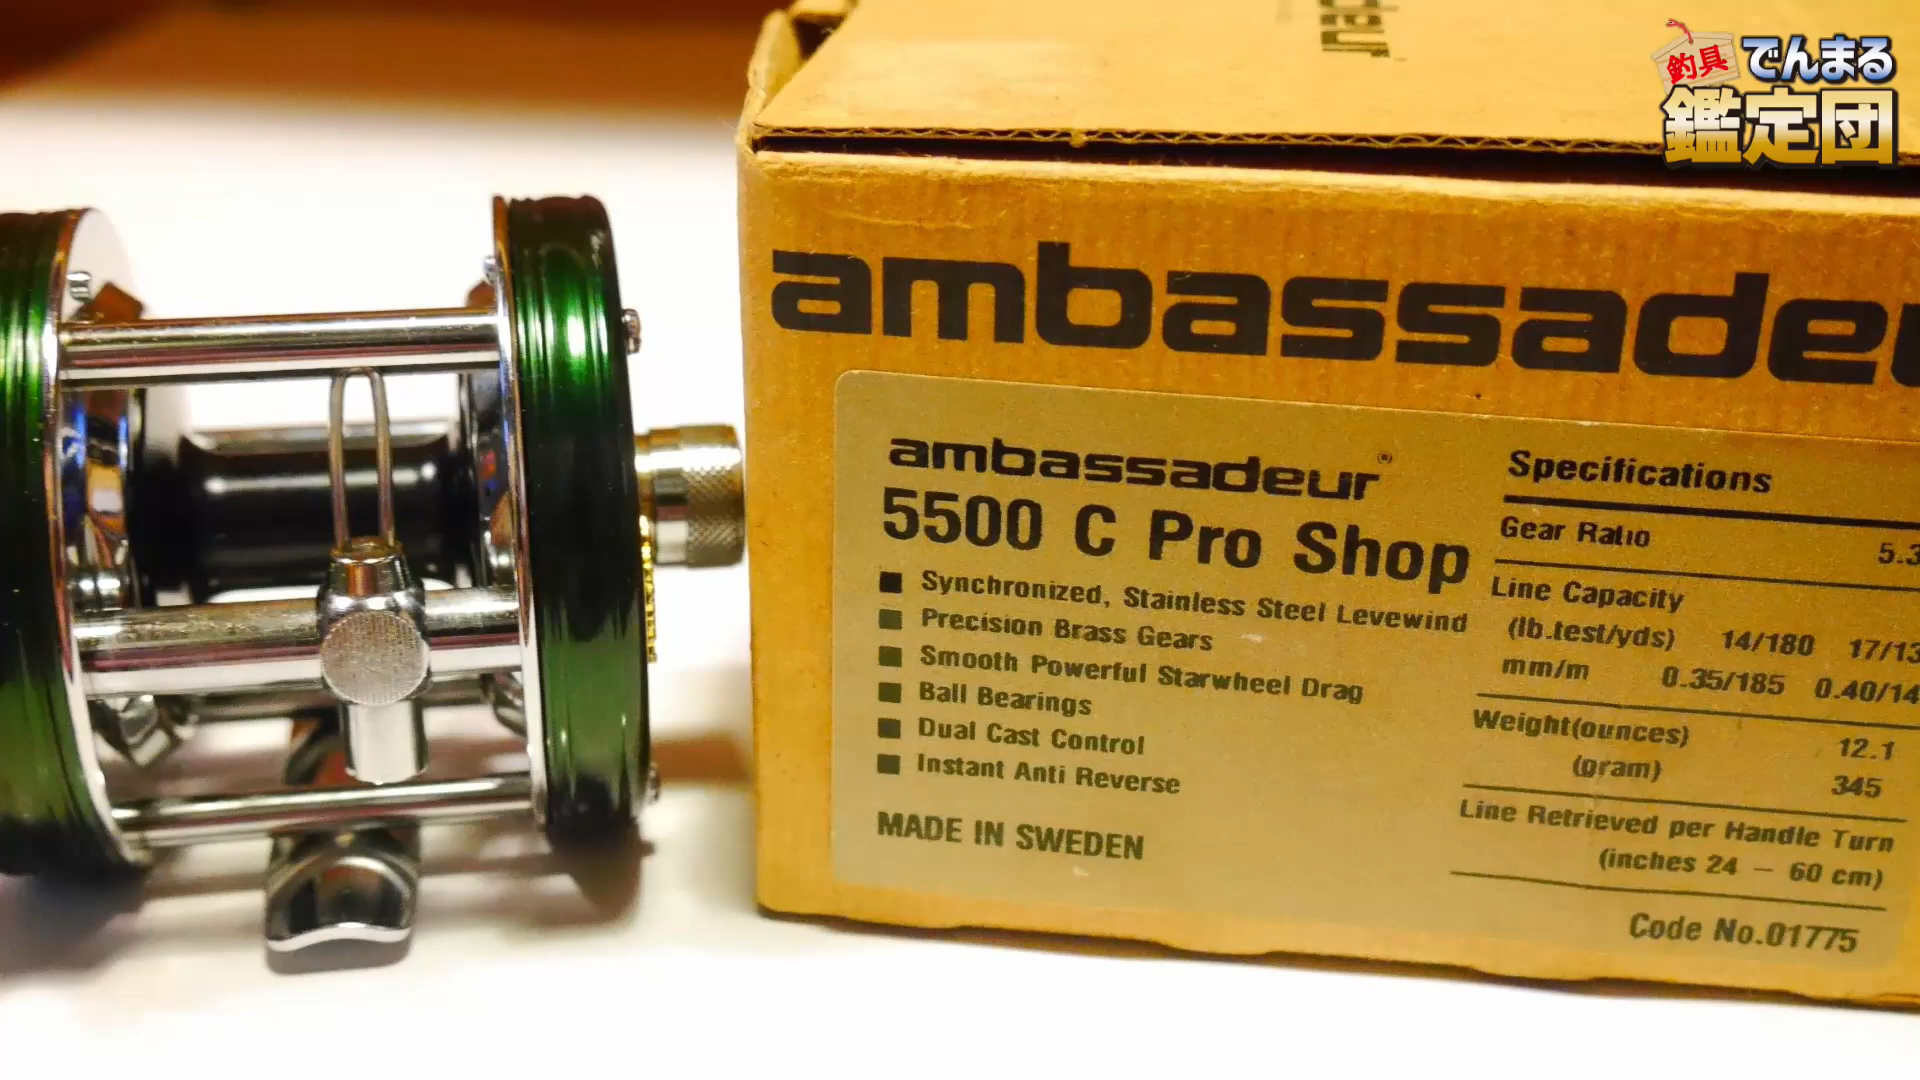 釣具 でんまる
鑑定団
ambassadeur
5500 C Pro Shop
Synchronized, Stainless Steel Levewind
Precision Brass Gears
Smooth Powerful Starwheel Drag
Ball Bearings
Dual Cast Control
Instant Anti Reverse
MADE IN SWEDEN
Specifications
Gear Ratio
5.3
Line Capacity
(lb.test/yds) 14/180
mm/m 0.35/185
Weight(ounces) 12.1
(gram) 345
Line Retrieved per Handle Turn
(inches 24 – 60 cm)
Code No.01775